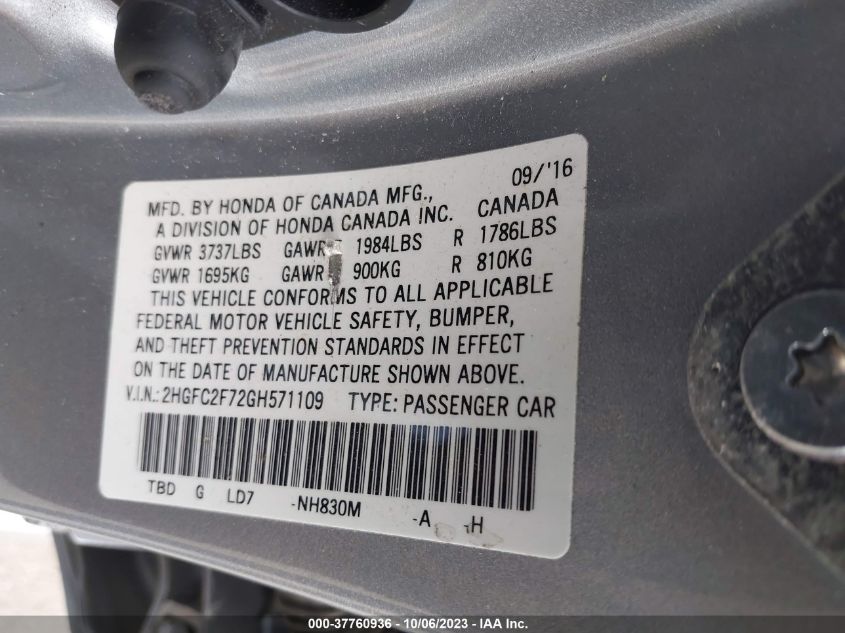 09/'16
MFD. BY HONDA OF CANADA MFG.,
A DIVISION OF HONDA CANADA INC. CANADA
GVWR 3737LBS GAWR 1984LBS R 1786LBS
GVWR 1695KG GAWR 900KG R 810KG
THIS VEHICLE CONFORMS TO ALL APPLICABLE
FEDERAL MOTOR VEHICLE SAFETY, BUMPER,
AND THEFT PREVENTION STANDARDS IN EFFECT
ON THE DATE OF MANUFACTURE SHOWN ABOVE.
V.I.N.: 2HGFC2F72GH571109 TYPE: PASSENGER CAR
TBD G LD7 -NH830M -A -H
000-37760936 - 10/06/2023 - © IAA, Inc.